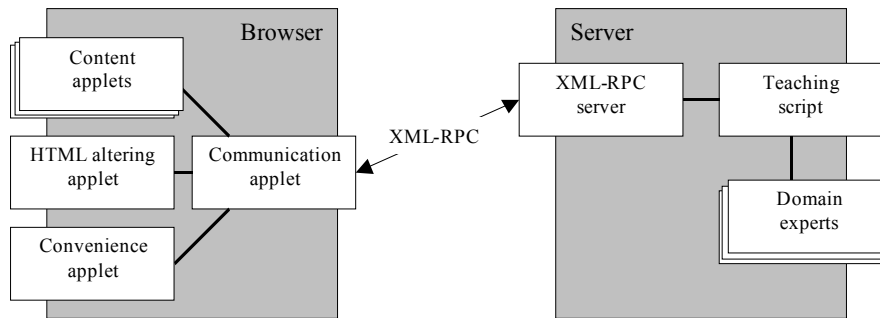 Browser
Content
applets
HTML altering
applet
Communication
applet
Convenience
applet
XML-RPC
Server
XML-RPC
server
Teaching
script
Domain
experts